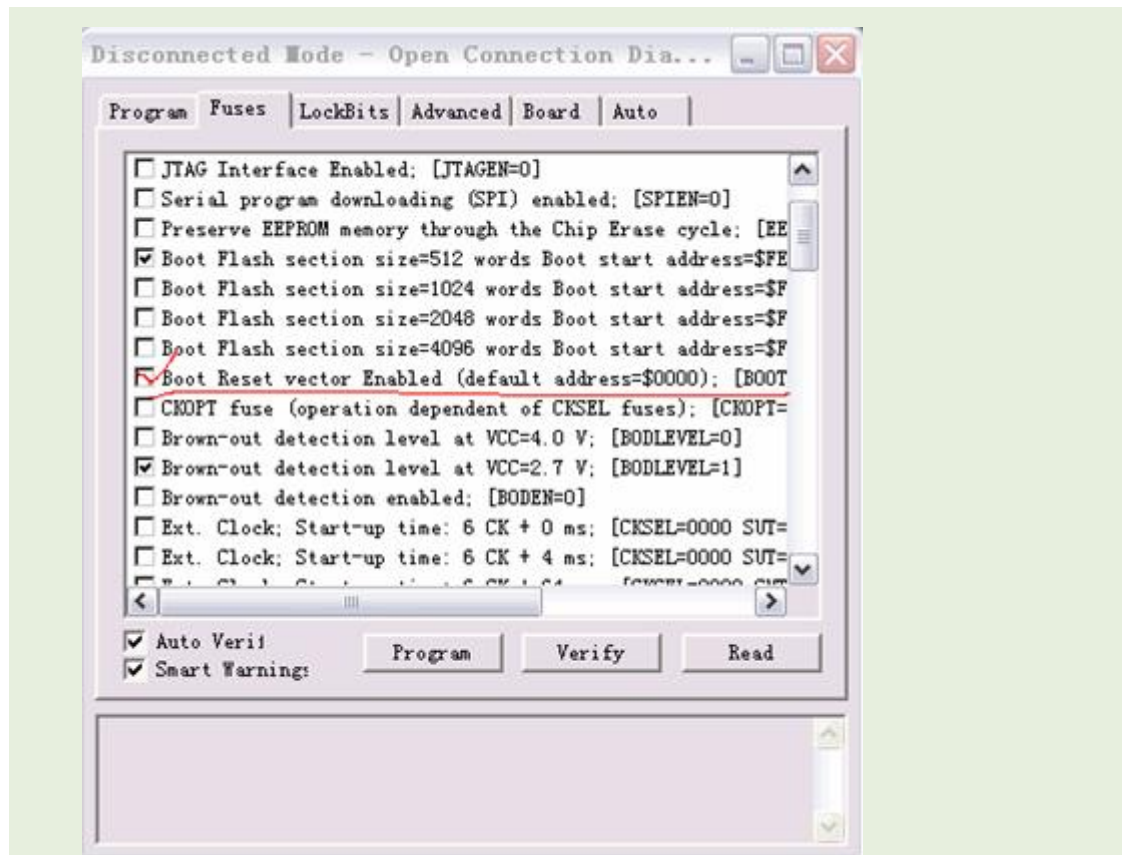 Disconnected Mode - Open Connection Dia...
Program Fuses LockBits Advanced Board Auto
JTAG Interface Enabled; [JTAGEN=0]
Serial program downloading (SPI) enabled; [SPIEN=0]
Preserve EEPROM memory through the Chip Erase cycle; [EE
Boot Flash section size=512 words Boot start address=$FE
Boot Flash section size=1024 words Boot start address=$F
Boot Flash section size=2048 words Boot start address=$F
Boot Flash section size=4096 words Boot start address=$F
Boot Reset vector Enabled (default address=$0000); [BOOT
CKOPT fuse (operation dependent of CKSEL fuses); [CKOPT=
Brown-out detection level at VCC=4.0 V; [BODLEVEL=0]
Brown-out detection level at VCC=2.7 V; [BODLEVEL=1]
Brown-out detection enabled; [BODEN=0]
Ext. Clock; Start-up time: 6 CK + 0 ms; [CKSEL=0000 SUT=
Ext. Clock; Start-up time: 6 CK + 4 ms; [CKSEL=0000 SUT=
Auto Verif
Smart Warnings
Program Verify Read